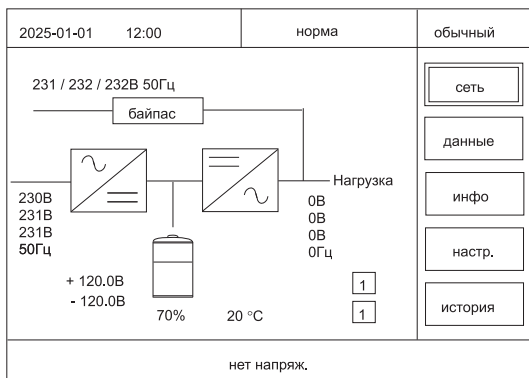 2025-01-01 12:00 норма обычный
231 / 232 / 232В 50Гц
байпас
сеть
данные
Нагрузка
230В
231В
231В
50Гц
0В
0В
0В
0Гц
инфо
+ 120.0В
- 120.0В
70%
20 °C
1
1
настр.
история
нет напряж.